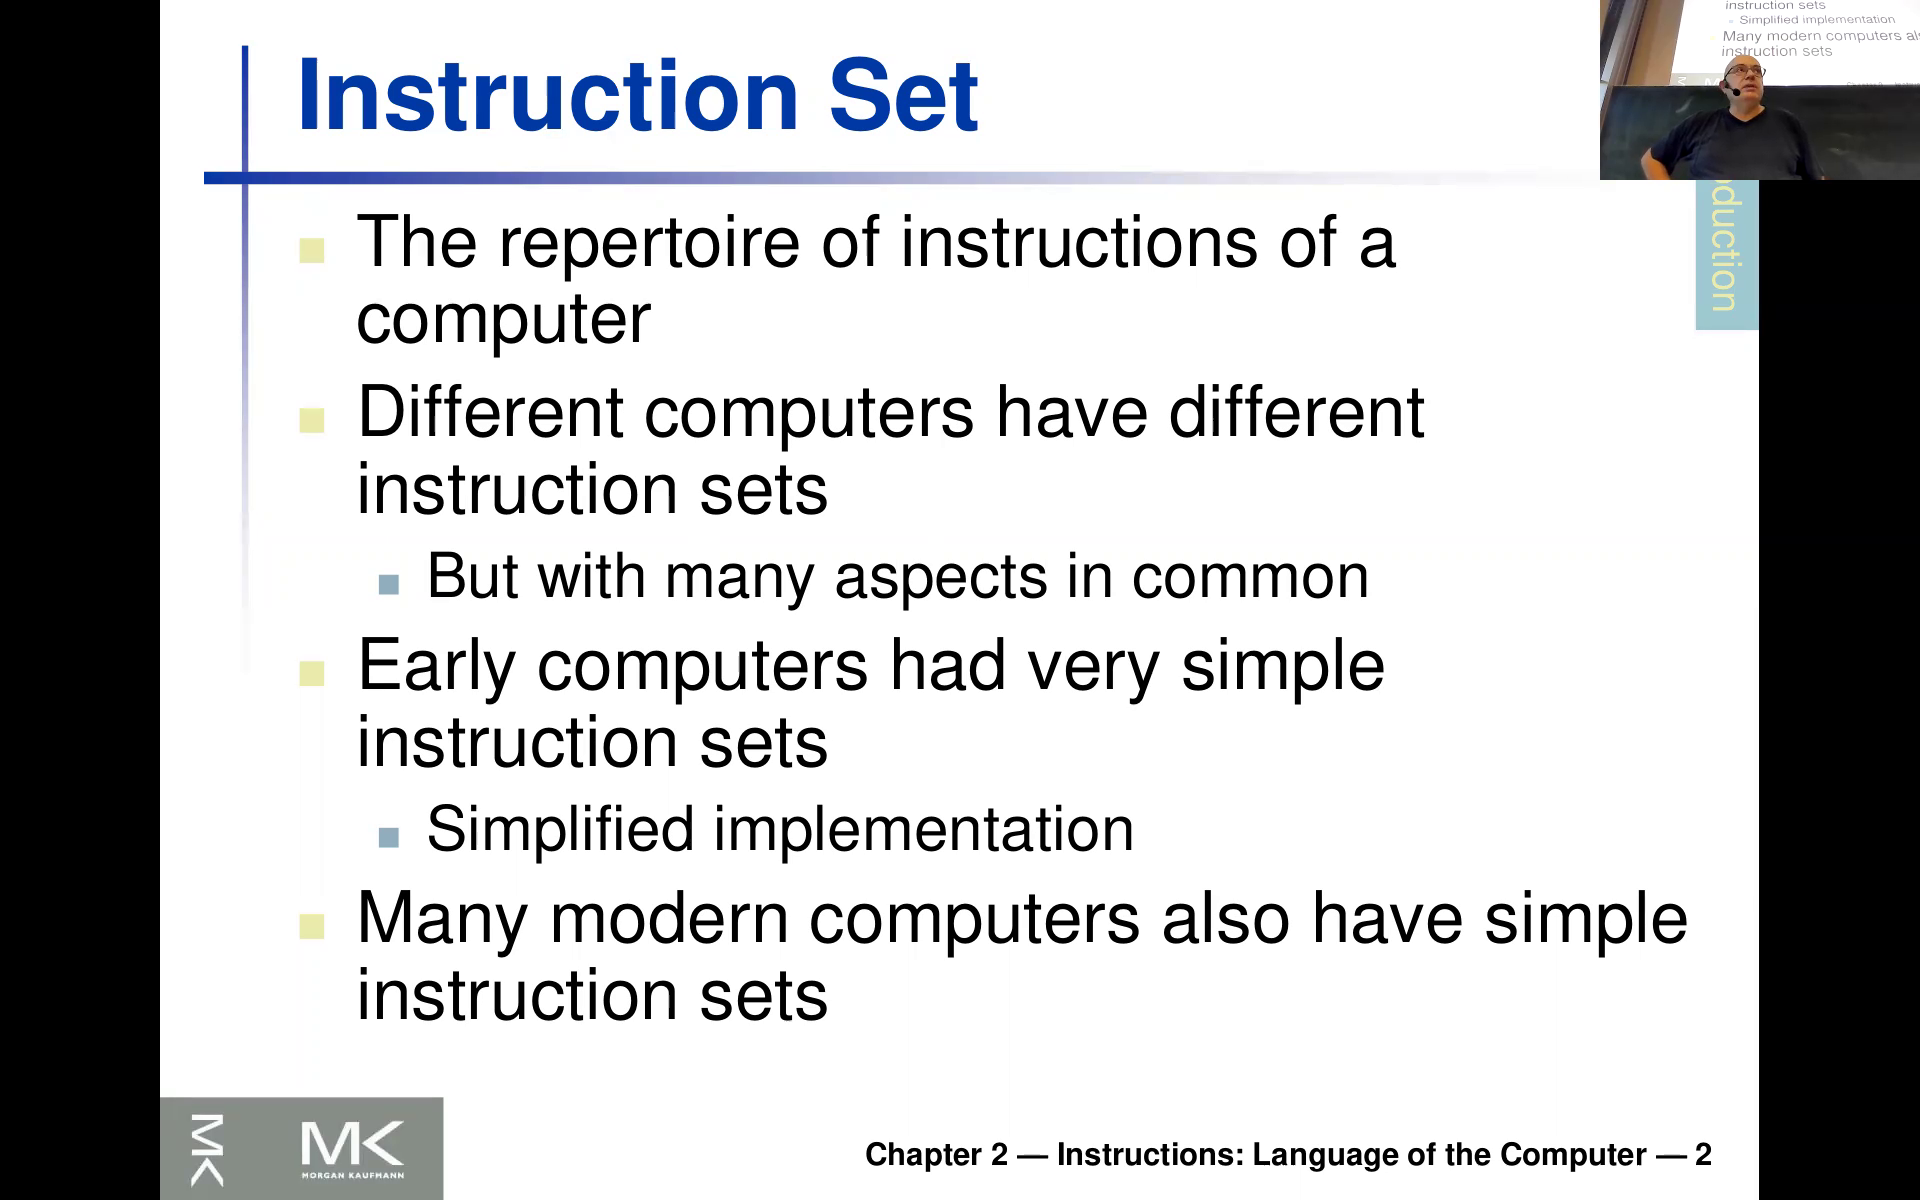 Instruction Set
The repertoire of instructions of a
computer
Different computers have different
instruction sets
But with many aspects in common
Early computers had very simple
instruction sets
Simplified implementation
Many modern computers also have simple
instruction sets
instruction sets
Simplified implementation
Many modern computers
instruction sets
oduction
MK
MK
MORGAN KAUFMANN
Chapter 2 — Instructions: Language of the Computer — 2